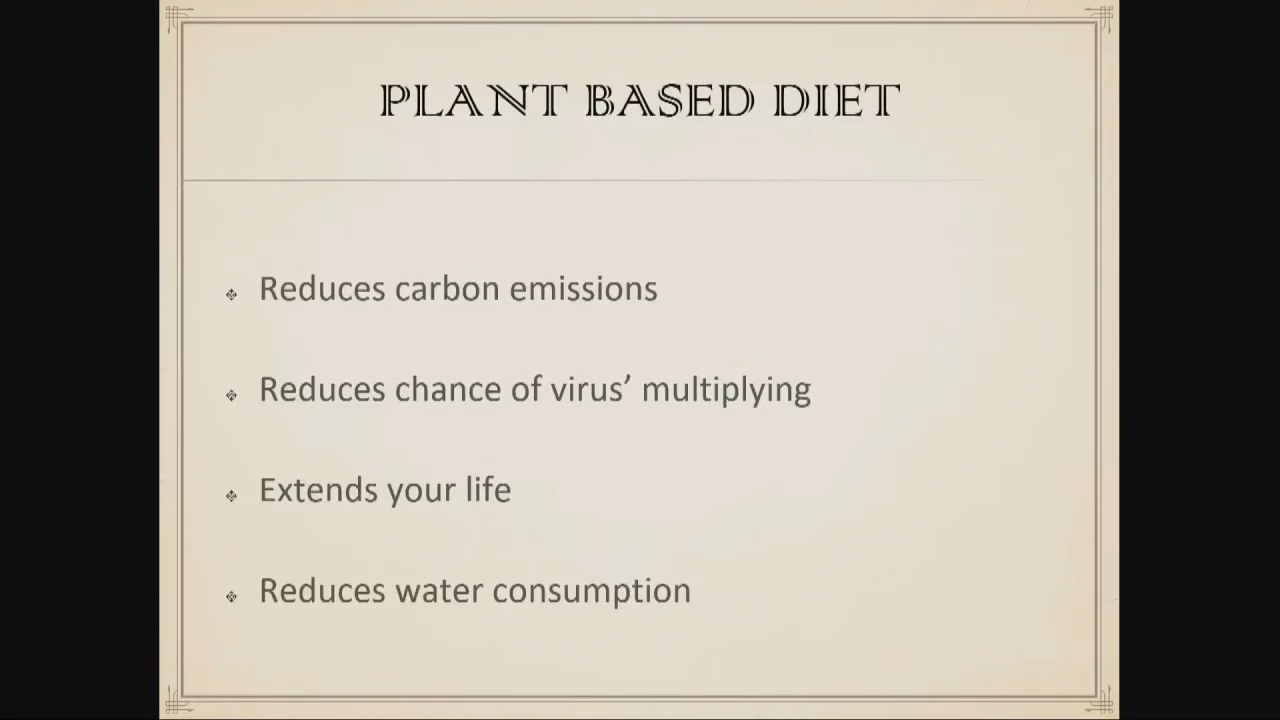 PLANT BASED DIET
Reduces carbon emissions
Reduces chance of virus’ multiplying
Extends your life
Reduces water consumption